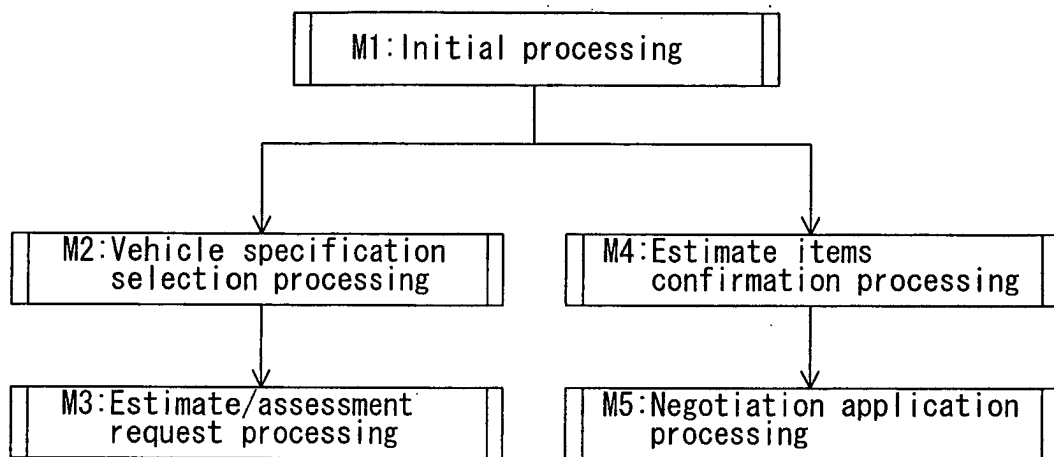 M1:Initial processing
M2:Vehicle specification
selection processing
M4:Estimate items
confirmation processing
M3:Estimate/assessment
request processing
M5:Negotiation application
processing